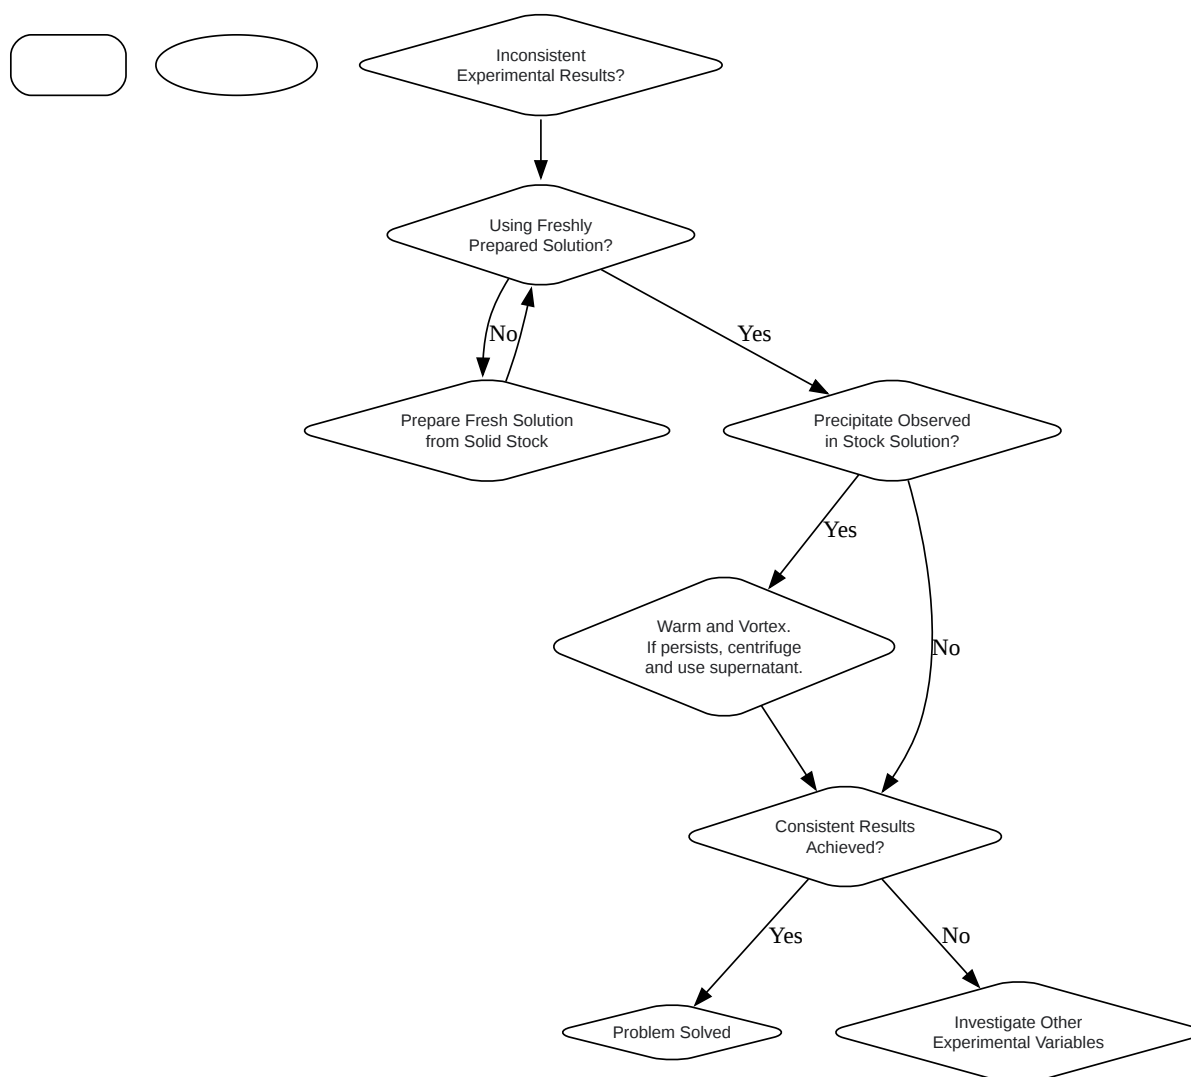 Inconsistent
Experimental Results?
Using Freshly
Prepared Solution?
No
Yes
Prepare Fresh Solution
from Solid Stock
Precipitate Observed
in Stock Solution?
Yes
Warm and Vortex.
If persists, centrifuge
and use supernatant.
No
Consistent Results
Achieved?
Yes
No
Problem Solved
Investigate Other
Experimental Variables